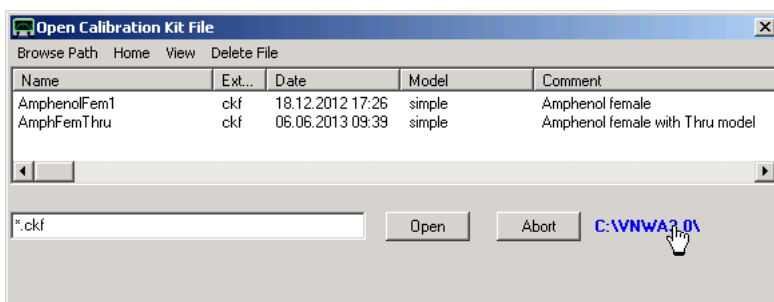 Open Calibration Kit File
Browse Path Home View Delete File
Name Ext... Date Model Comment
AmphenolFem1 ckf 18.12.2012 17:26 simple Amphenol female
AmphFemThru ckf 06.06.2013 09:39 simple Amphenol female with Thru model
*.ckf Open Abort C:\VNWA2.0\